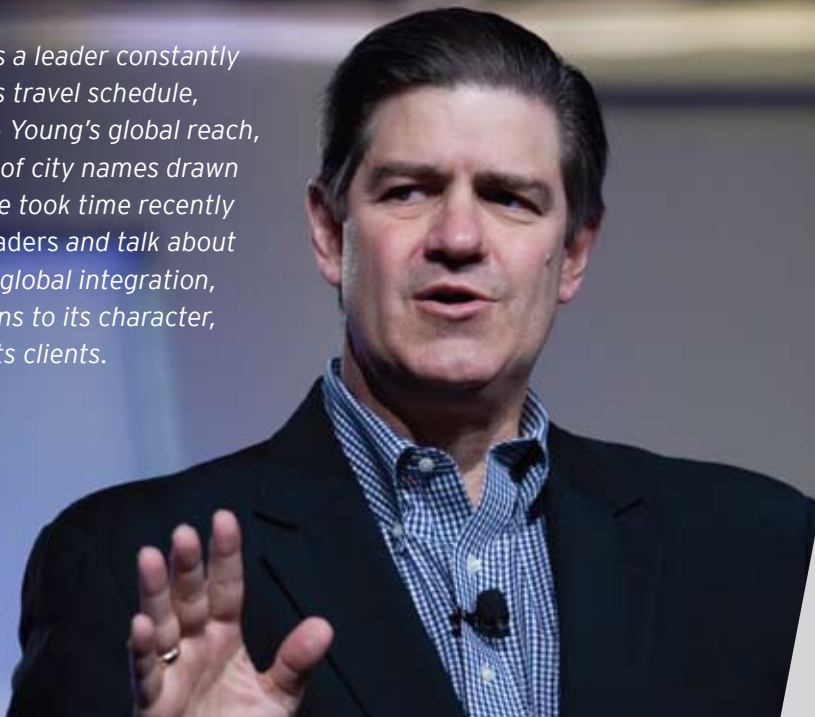 s a leader constantly
s travel schedule,
Young's global reach,
of city names drawn
e took time recently
aders and talk about
global integration,
ns to its character,
ts clients.